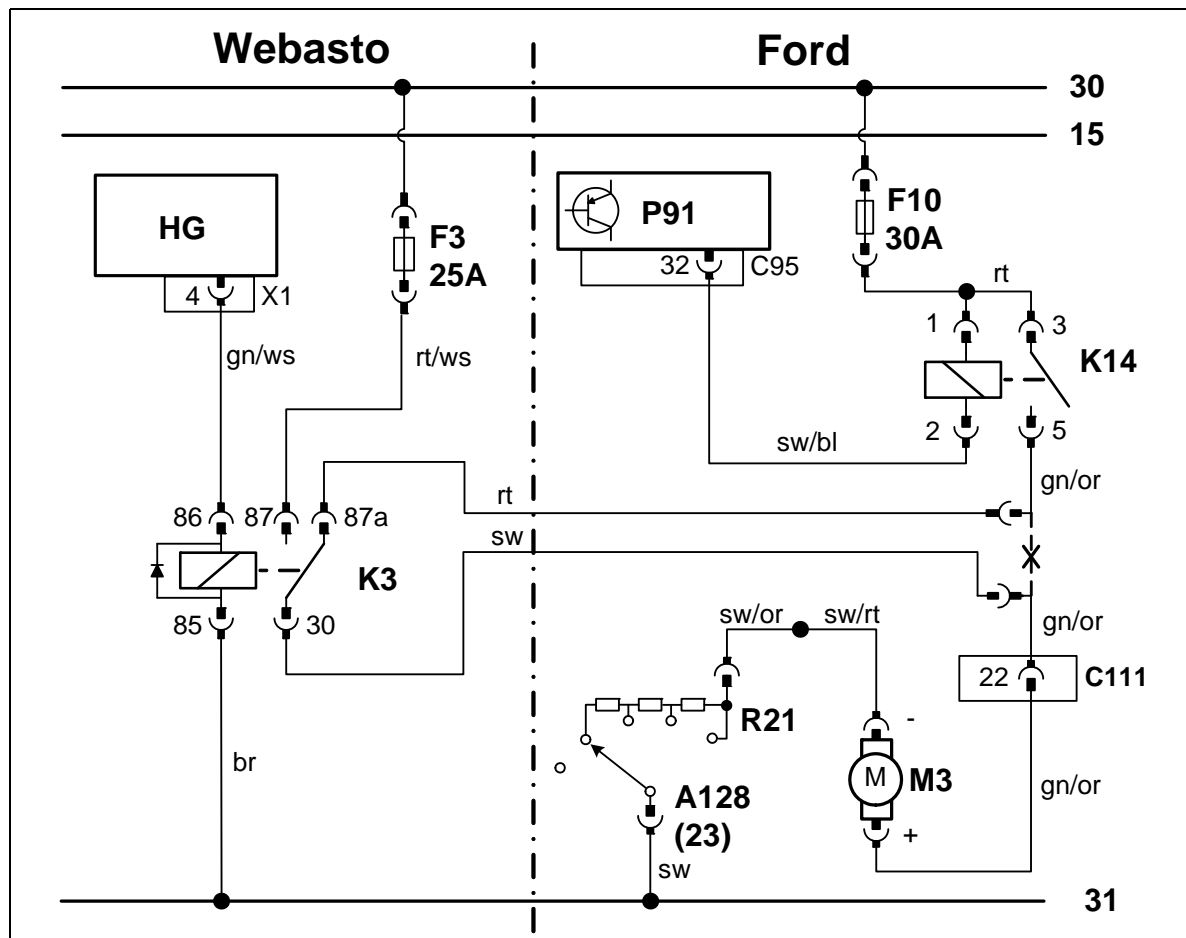 Webasto
Ford
30
15
HG
F3
25A
P91
F10
30A
4 X1
32 C95
rt
gn/ws
rt/ws
1
3
K14
2
5
sw/bl
gn/or
rt
86
87
87a
sw
K3
85
30
sw/or
sw/rt
gn/or
22
C111
R21
-
br
M
M3
gn/or
A128
(23)
+
sw
31